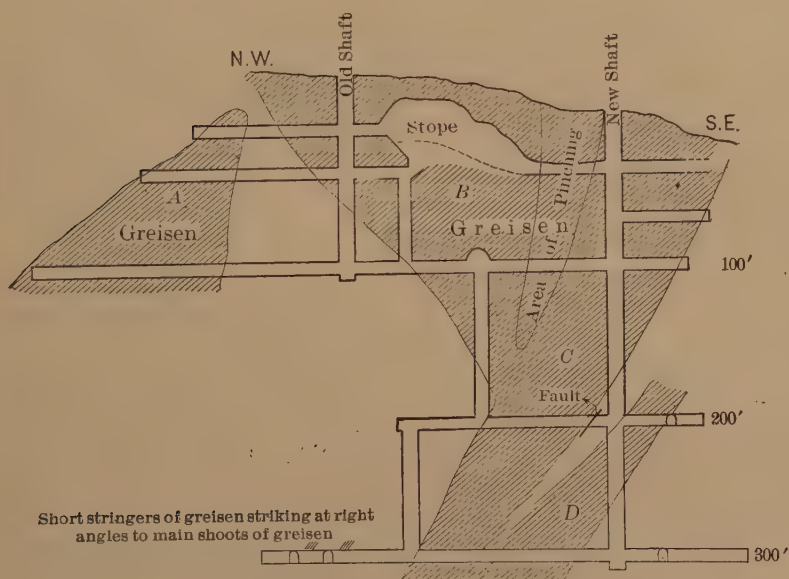 N.W.
Old Shaft
New Shaft
S.E.
Stope
Area of Pinching
A
Greisen
B
Greisen
100'
C
Fault
200'
D
Short stringers of greisen striking at right
angles to main shoots of greisen
300'